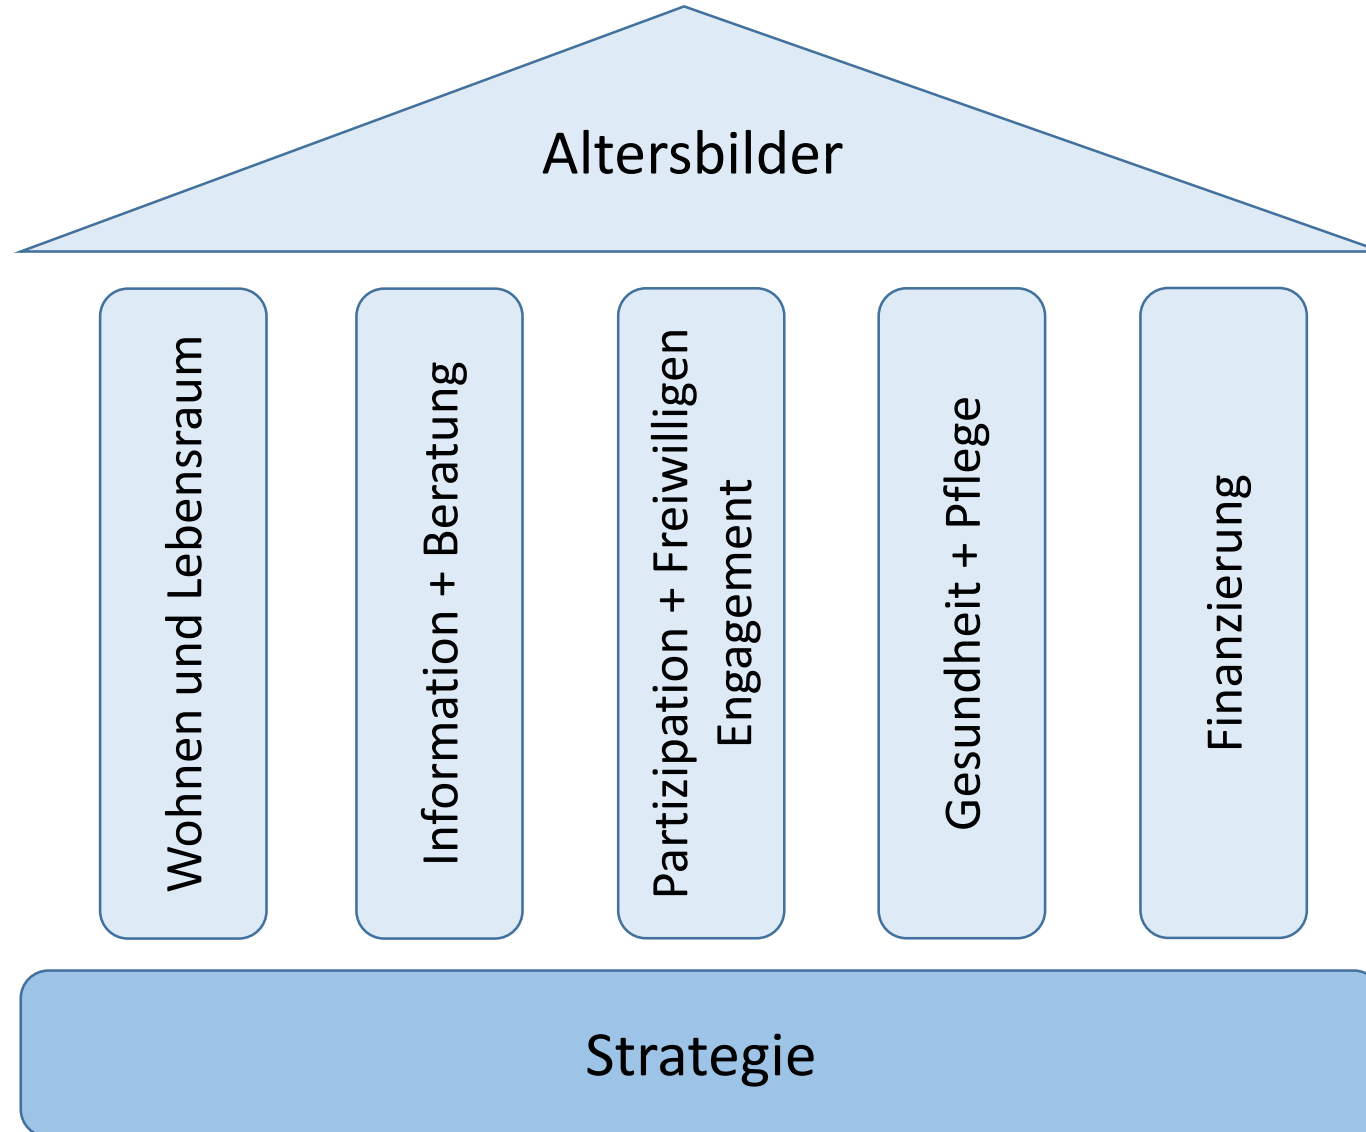 Altersbilder
Wohnen und Lebensraum
Information + Beratung
Partizipation + Freiwilligen
Engagement
Gesundheit + Pflege
Finanzierung
Strategie